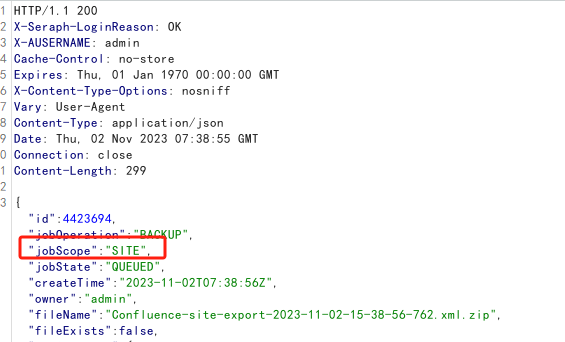 1 HTTP/1.1 200
2 X-Seraph-LoginReason: OK
3 X-AUSERNAME: admin
4 Cache-Control: no-store
5 Expires: Thu, 01 Jan 1970 00:00:00 GMT
6 X-Content-Type-Options: nosniff
7 Vary: User-Agent
8 Content-Type: application/json
9 Date: Thu, 02 Nov 2023 07:38:55 GMT
0 Connection: close
1 Content-Length: 299
2
3 {
"id":4423694,
"jobOperation":"BACKUP",
"jobScope":"SITE",
"jobState":"QUEUED",
"createTime":"2023-11-02T07:38:56Z",
"owner":"admin",
"fileName":"Confluence-site-export-2023-11-02-15-38-56-762.xml.zip",
"fileExists":false,